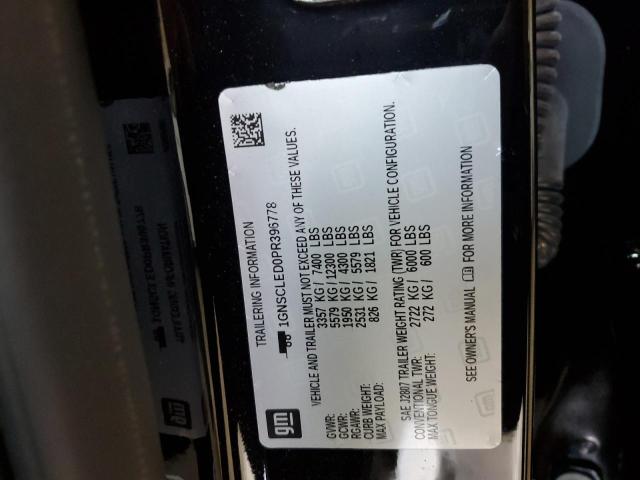 TRAILERING INFORMATION
1GNSCLED0PR396778
VEHICLE AND TRAILER MUST NOT EXCEED ANY OF THESE VALUES.
GVWR: 3357 KG / 7400 LBS
GCWR: 5579 KG / 12300 LBS
RGAWR: 1950 KG / 4300 LBS
CURB WEIGHT: 2531 KG / 5579 LBS
MAX PAYLOAD: 826 KG / 1821 LBS
SAE J2807 TRAILER WEIGHT RATING (TWR) FOR VEHICLE CONFIGURATION.
CONVENTIONAL TWR: 2722 KG / 6000 LBS
MAX TONGUE WEIGHT: 272 KG / 600 LBS
SEE OWNER'S MANUAL FOR MORE INFORMATION
gm